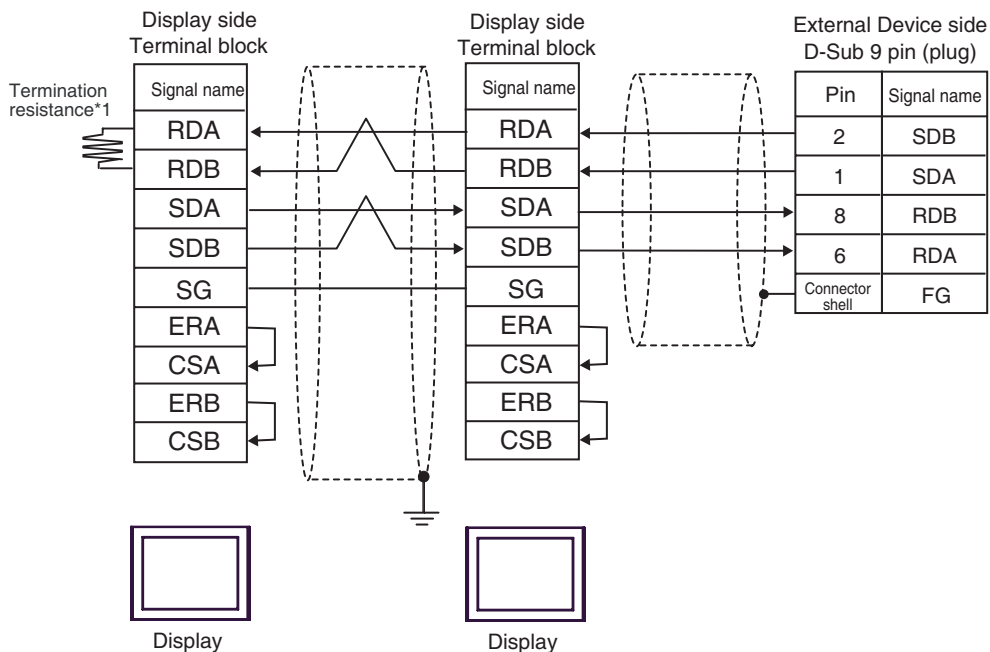 Display side
Terminal block
Display side
Terminal block
External Device side
D-Sub 9 pin (plug)
Termination
resistance*1
Signal name
RDA
RDB
SDA
SDB
SG
ERA
CSA
ERB
CSB
Signal name
RDA
RDB
SDA
SDB
SG
ERA
CSA
ERB
CSB
Pin Signal name
2 SDB
1 SDA
8 RDB
6 RDA
Connector
shell
FG
Display
Display